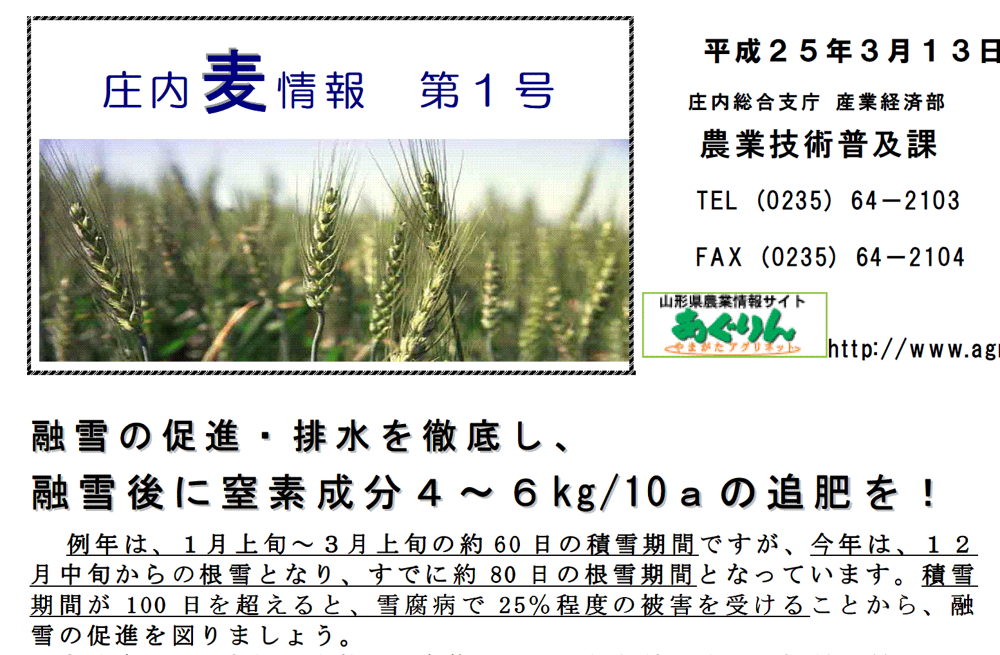 庄内麦情報　第１号
平成２５年３月１３日
庄内総合支庁 産業経済部
農業技術普及課
TEL (0235) 64－2103
FAX (0235) 64－2104
山形県農業情報サイト
あぐりん
やまがたアグリネット
http://www.agr
融雪の促進・排水を徹底し、
融雪後に窒素成分４～６kg/10ａの追肥を！
例年は、１月上旬～３月上旬の約 60 日の積雪期間ですが、今年は、１２
月中旬からの根雪となり、すでに約 80 日の根雪期間となっています。積雪
期間が 100 日を超えると、雪腐病で 25％程度の被害を受けることから、融
雪の促進を図りましょう。